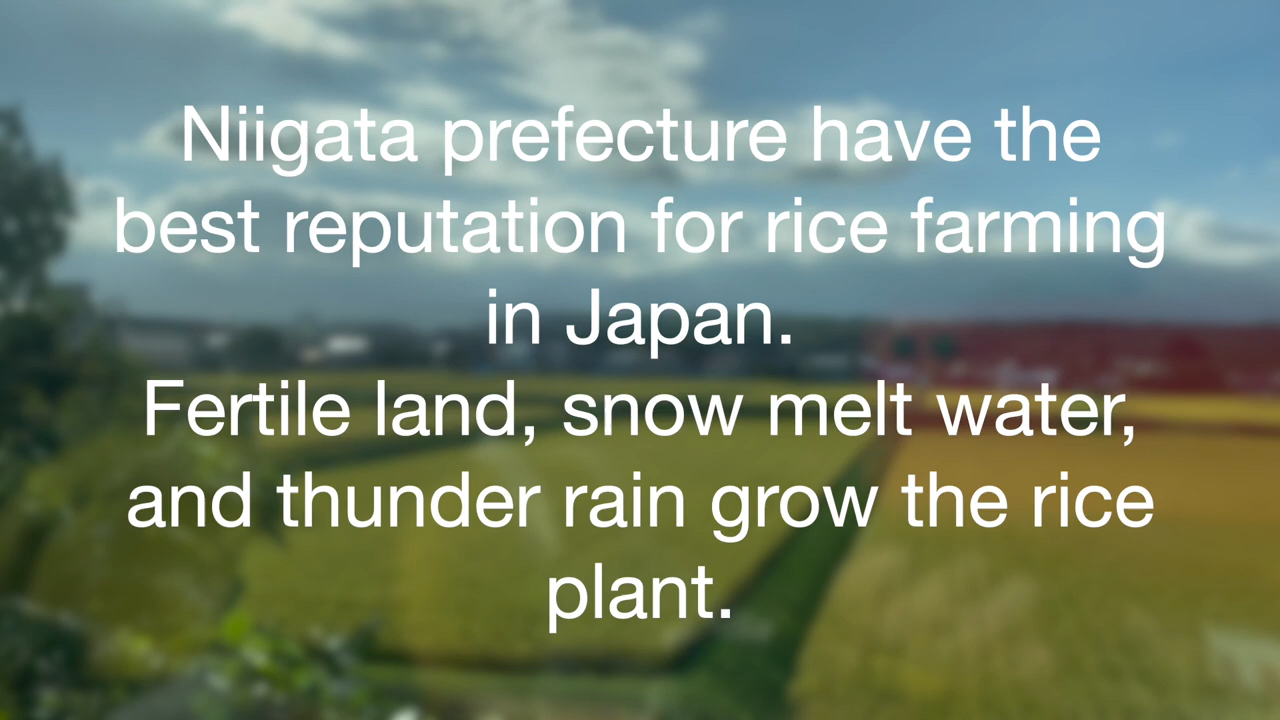 Niigata prefecture have the
best reputation for rice farming
in Japan.
Fertile land, snow melt water,
and thunder rain grow the rice
plant.